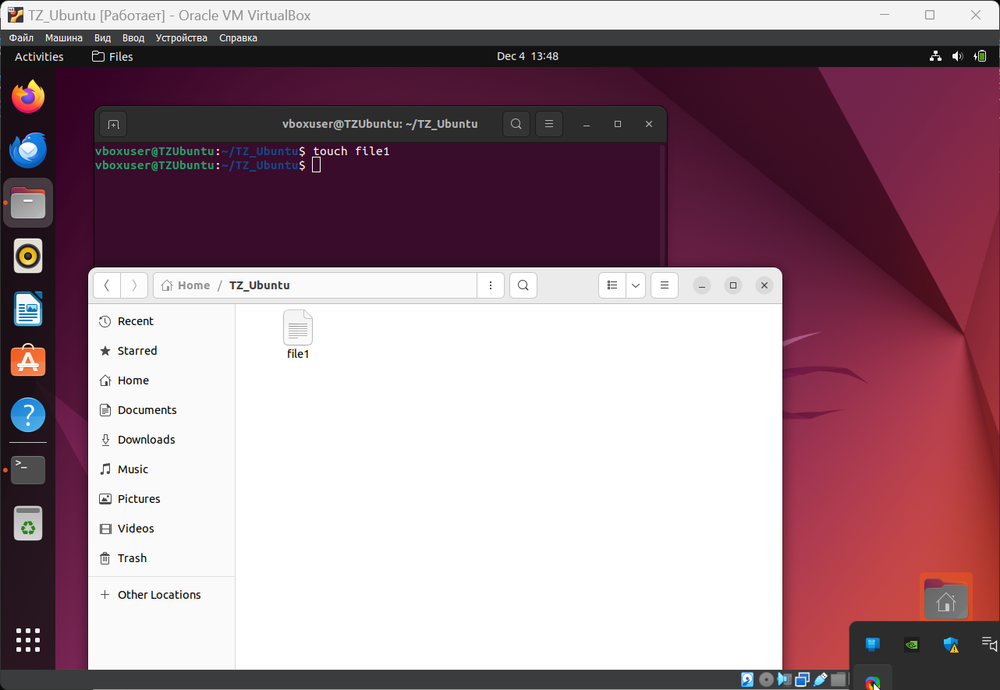 TZ_Ubuntu [Работает] - Oracle VM VirtualBox
Файл Машина Вид Ввод Устройства Справка
Activities Files Dec 4 13:48
vboxuser@TZUbuntu: ~/TZ_Ubuntu
vboxuser@TZUbuntu:~/TZ_Ubuntu$ touch file1
vboxuser@TZUbuntu:~/TZ_Ubuntu$
Home / TZ_Ubuntu
Recent
file1
Starred
Home
Documents
Downloads
Music
Pictures
Videos
Trash
Other Locations